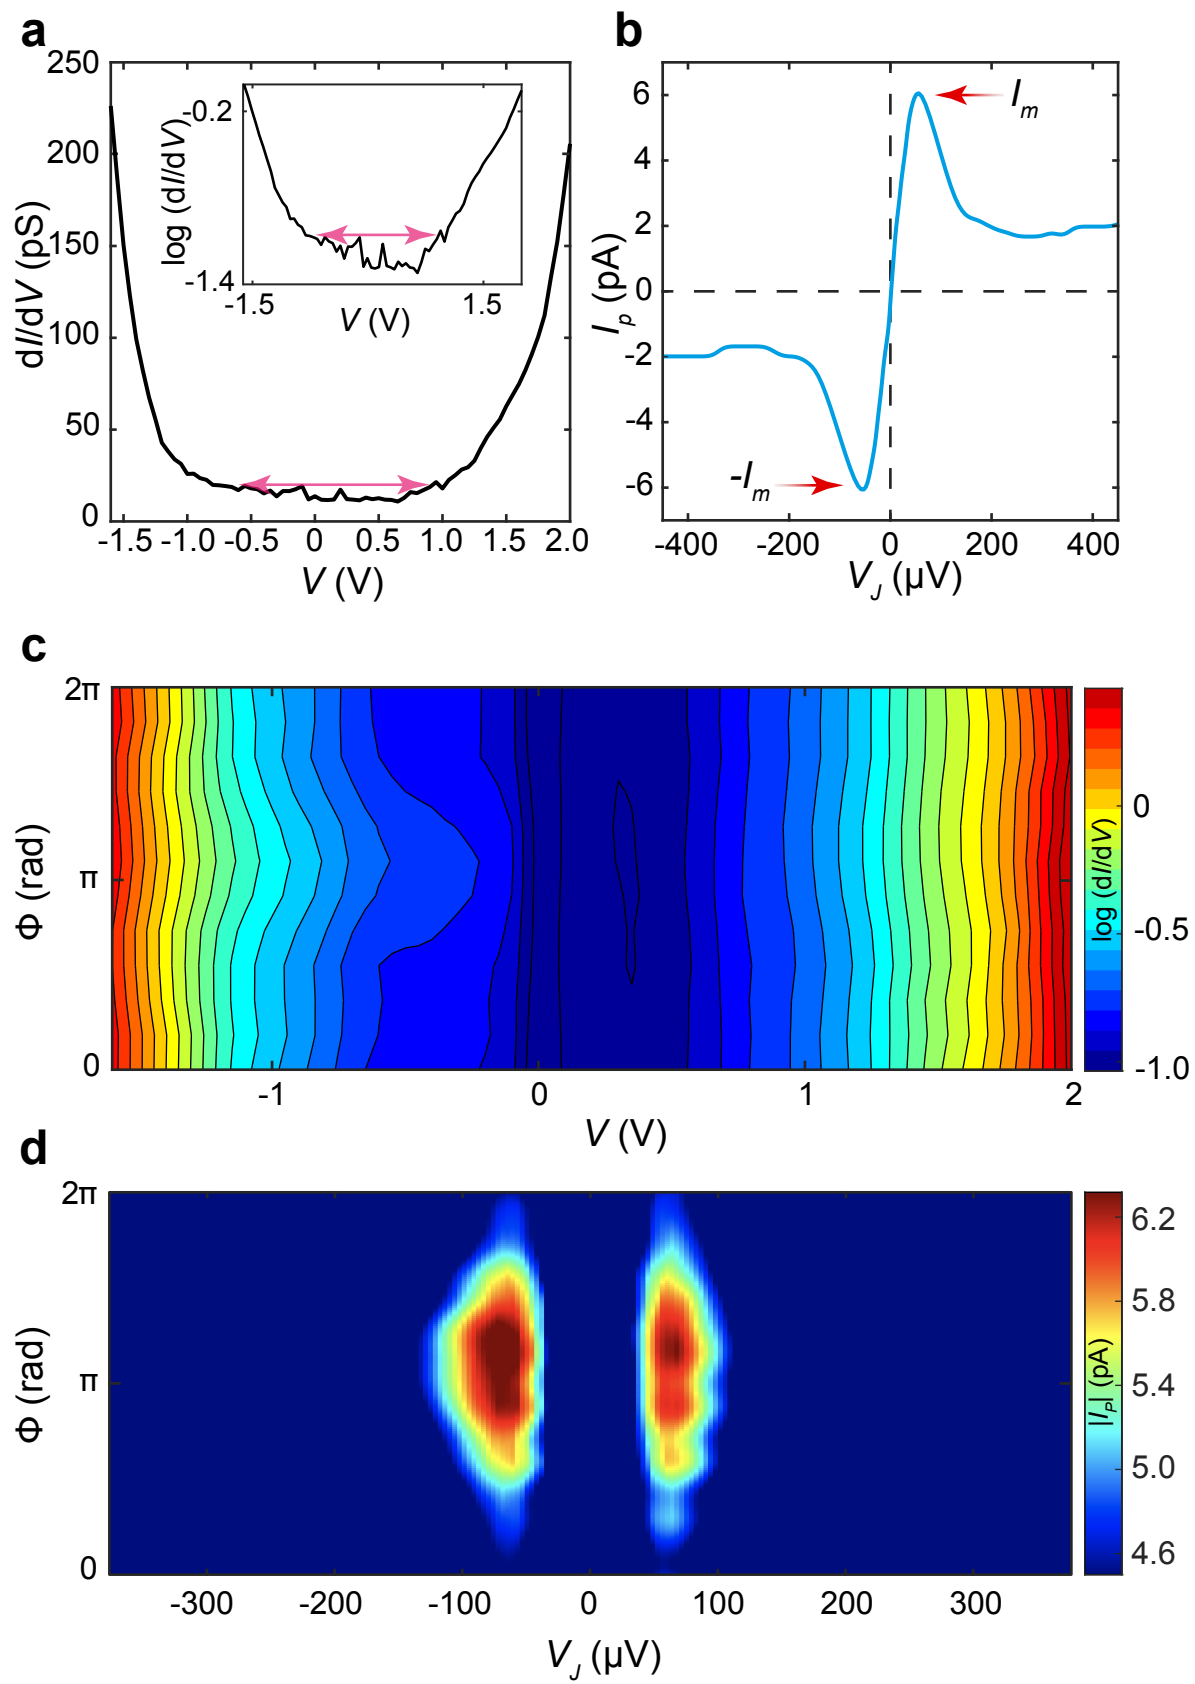 a
250
200
150
100
50
0
dI/dV (pS)
-1.5 -1.0 -0.5 0 0.5 1.0 1.5 2.0
V (V)
-0.2
-1.4
log (dI/dV)
-1.5 1.5
V (V)
b
6
4
2
0
-2
-4
-6
I_p (pA)
I_m
-I_m
-400 -200 0 200 400
V_J (μV)
c
2π
π
0
Φ (rad)
-1 0 1 2
V (V)
0
-0.5
-1.0
log (dI/dV)
d
2π
π
0
Φ (rad)
-300 -200 -100 0 100 200 300
V_J (μV)
6.2
5.8
5.4
5.0
4.6
|I_P| (pA)